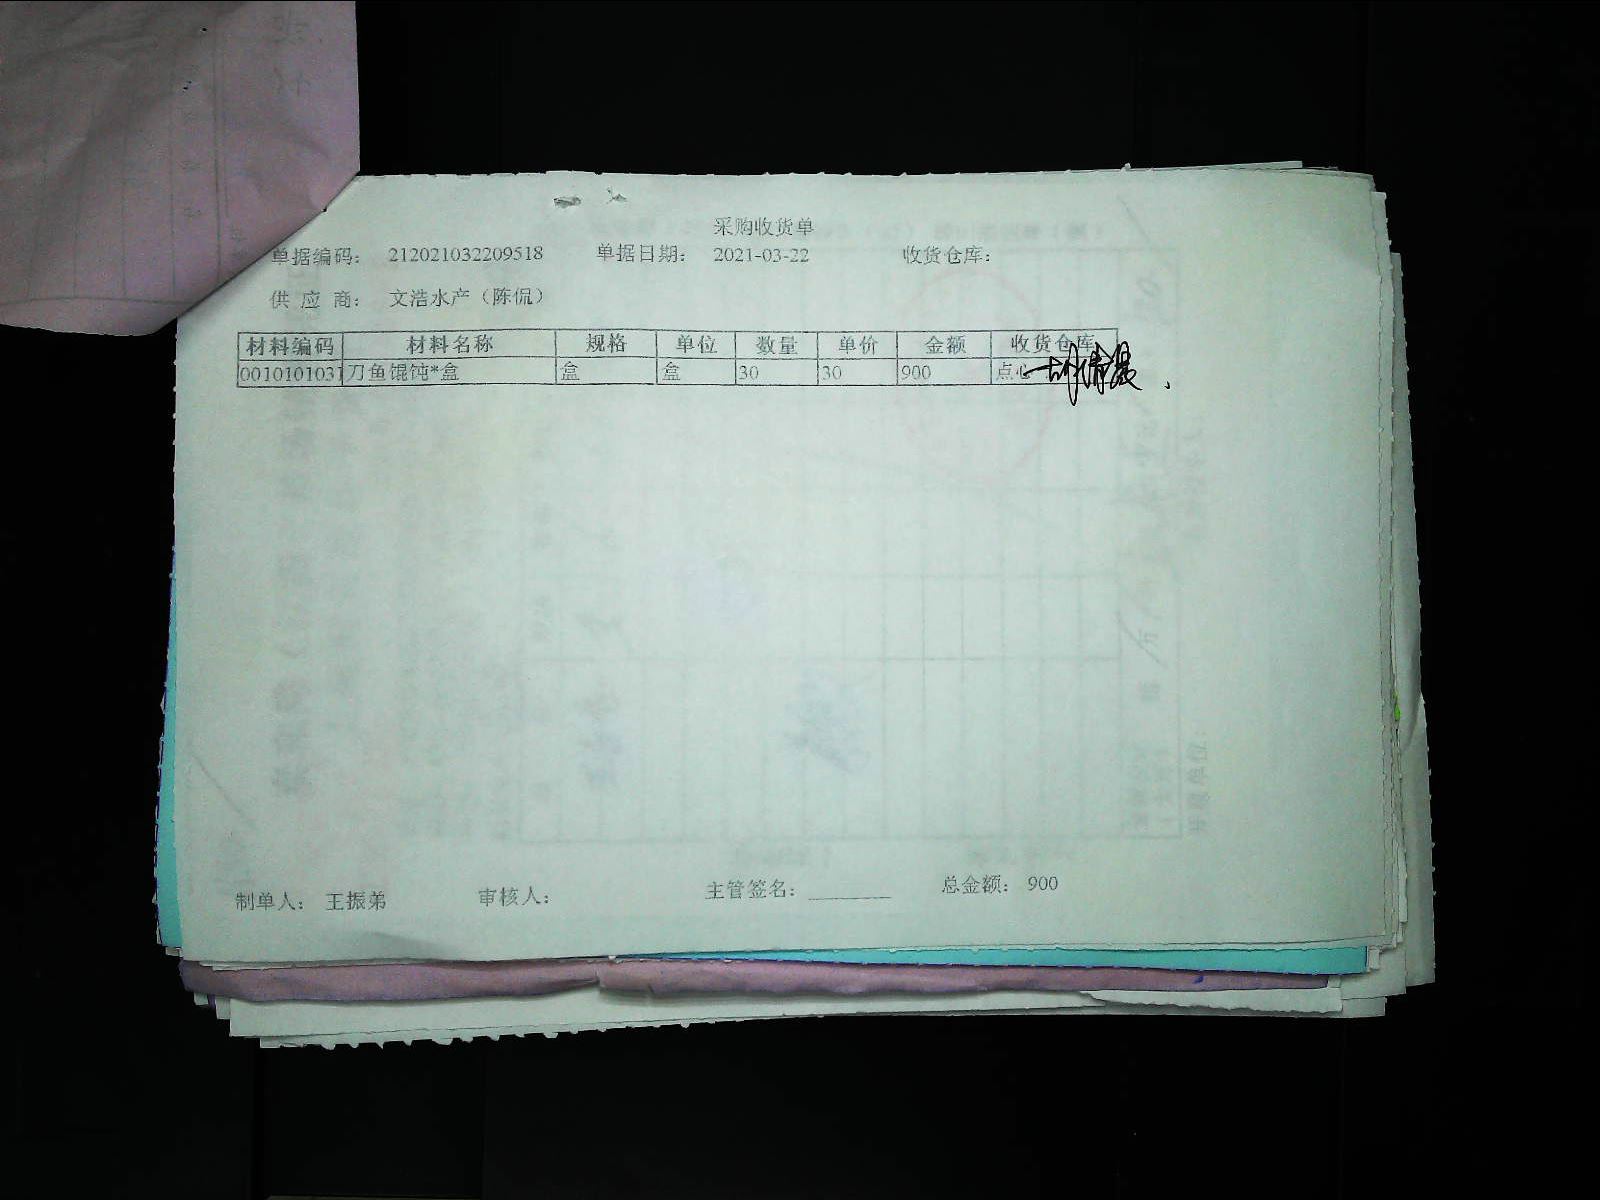 采购收货单
单据编码： 212021032209518 单据日期： 2021-03-22 收货仓库：
供 应 商： 文浩水产（陈侃）
材料编码 材料名称 规格 单位 数量 单价 金额 收货仓库
0010101031 刀鱼馄饨*盒 盒 盒 30 30 900 点心
制单人： 王振弟 审核人： 主管签名： ________ 总金额： 900